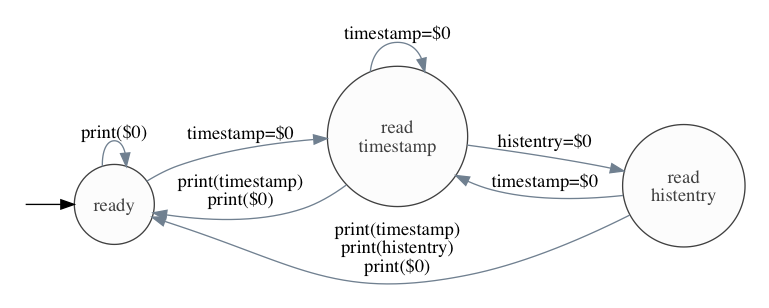 timestamp=$0
print($0)
timestamp=$0
read
timestamp
histentry=$0
read
histentry
timestamp=$0
print(timestamp)
print($0)
ready
print(timestamp)
print(histentry)
print($0)